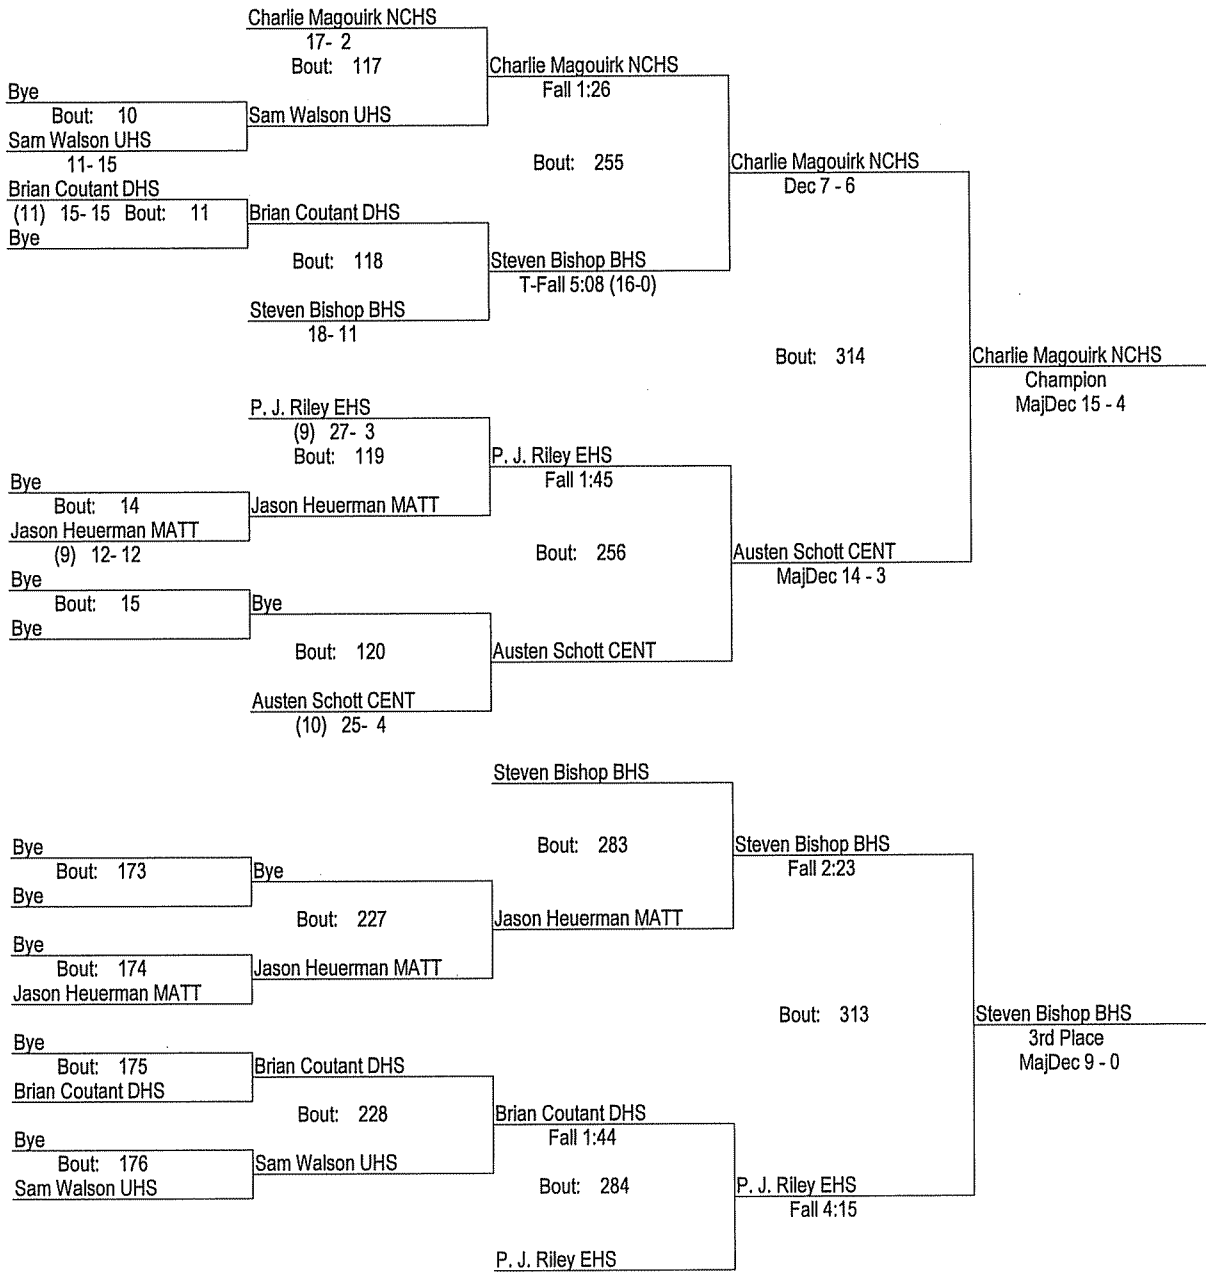 Charlie Magouirk NCHS
17- 2
Bout: 117
Charlie Magouirk NCHS
Fall 1:26
Bye
Bout: 10
Sam Walson UHS
Sam Walson UHS
11- 15
Bout: 255
Charlie Magouirk NCHS
Dec 7 - 6
Brian Coutant DHS
(11) 15- 15 Bout: 11
Brian Coutant DHS
Bye
Bout: 118
Steven Bishop BHS
T-Fall 5:08 (16-0)
Steven Bishop BHS
18- 11
Bout: 314
Charlie Magouirk NCHS
Champion
MajDec 15 - 4
P. J. Riley EHS
(9) 27- 3
Bout: 119
P. J. Riley EHS
Fall 1:45
Bye
Bout: 14
Jason Heuerman MATT
Jason Heuerman MATT
(9) 12- 12
Bout: 256
Austen Schott CENT
MajDec 14 - 3
Bye
Bout: 15
Bye
Bye
Bout: 120
Austen Schott CENT
Austen Schott CENT
(10) 25- 4
Steven Bishop BHS
Bout: 283
Steven Bishop BHS
Fall 2:23
Bye
Bout: 173
Bye
Bye
Bout: 227
Jason Heuerman MATT
Bye
Bout: 174
Jason Heuerman MATT
Jason Heuerman MATT
Bout: 313
Steven Bishop BHS
3rd Place
MajDec 9 - 0
Bye
Bout: 175
Brian Coutant DHS
Brian Coutant DHS
Bout: 228
Brian Coutant DHS
Fall 1:44
Bye
Bout: 176
Sam Walson UHS
Sam Walson UHS
Bout: 284
P. J. Riley EHS
Fall 4:15
P. J. Riley EHS